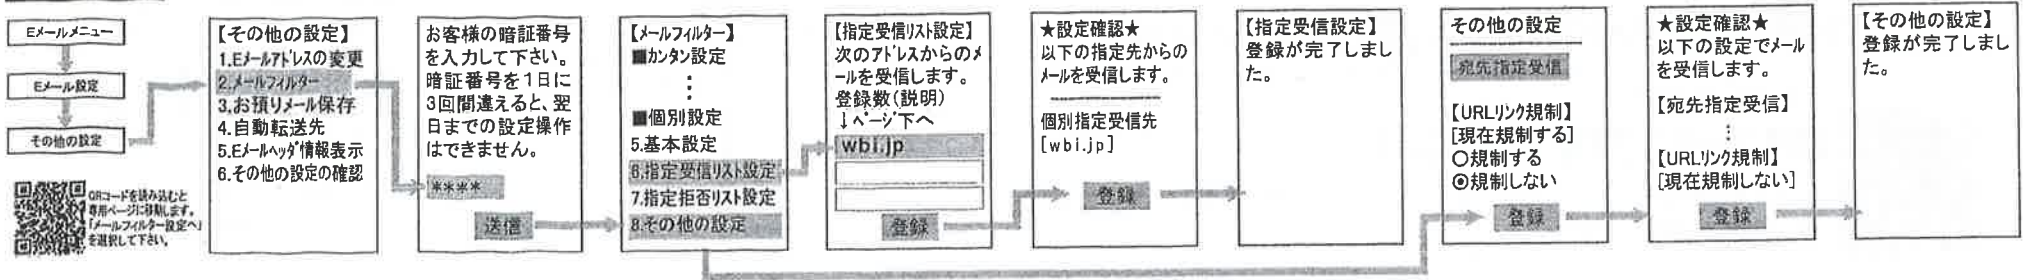 Eメールメニュー
Eメール設定
その他の設定
QRコードを読み込むと
専用ページに移動します。
「メールフィルター設定へ」
を選択して下さい。
【その他の設定】
1.Eメールアドレスの変更
2.メールフィルター
3.お預りメール保存
4.自動転送先
5.Eメールヘッダ情報表示
6.その他の設定の確認
お客様の暗証番号
を入力して下さい。
暗証番号を1日に
3回間違えると、翌
日までの設定操作
はできません。
****
送信
【メールフィルター】
■カンタン設定
⋮
■個別設定
5.基本設定
6.指定受信リスト設定
7.指定拒否リスト設定
8.その他の設定
【指定受信リスト設定】
次のアドレスからのメ
ールを受信します。
登録数(説明)
↓ページ下へ
wbi.jp
登録
★設定確認★
以下の指定先からの
メールを受信します。
個別指定受信先
[wbi.jp]
登録
【指定受信設定】
登録が完了しまし
た。
その他の設定
宛先指定受信
【URLリンク規制】
[現在規制する]
○規制する
◉規制しない
登録
★設定確認★
以下の設定でメール
を受信します。
【宛先指定受信】
⋮
【URLリンク規制】
[現在規制しない]
登録
【その他の設定】
登録が完了しまし
た。